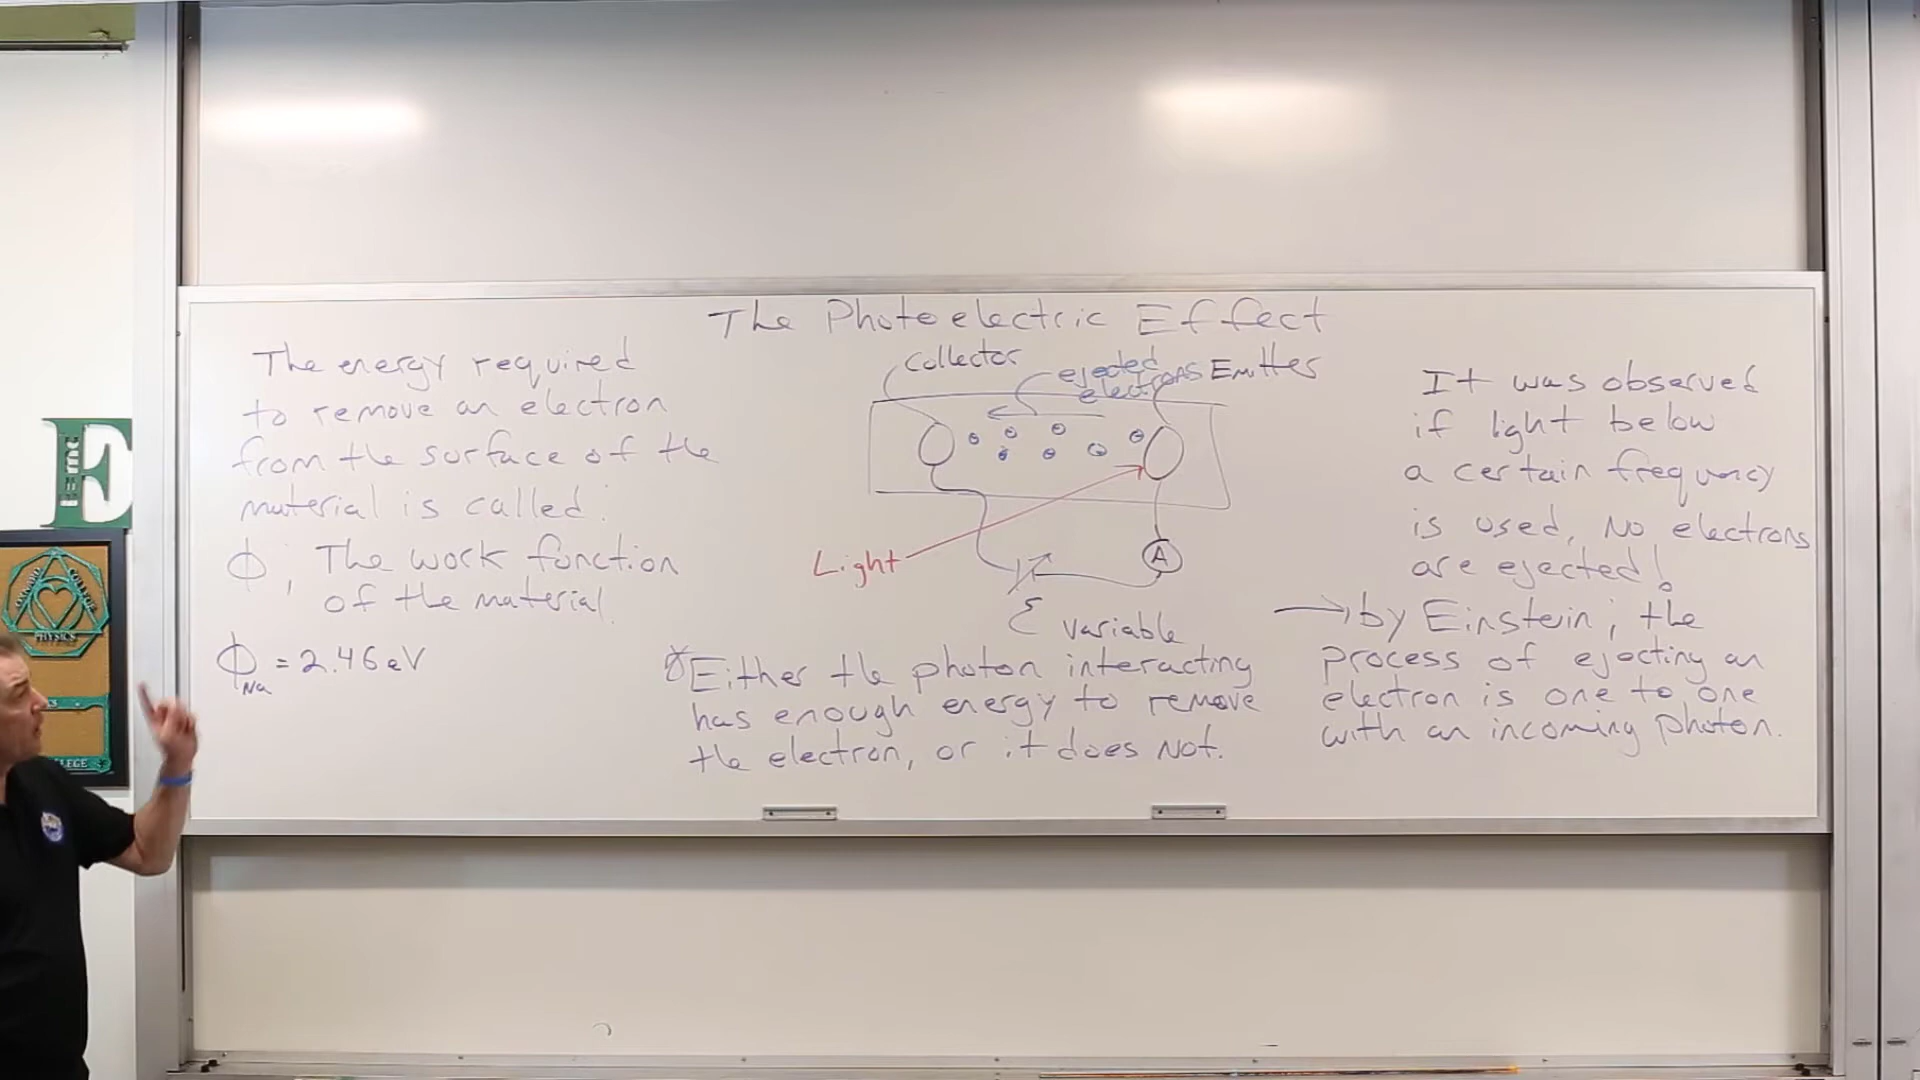 The Photoelectric Effect
The energy required
to remove an electron
from the surface of the
material is called:
Φ; The work function
of the material.
Φ_Na = 2.46 eV
Collector
ejected
electrons
Emitter
Light
A
ℰ variable
Either the photon interacting
has enough energy to remove
the electron, or it does not.
It was observed
if light below
a certain frequency
is used, no electrons
are ejected!
→ by Einstein; the
process of ejecting an
electron is one to one
with an incoming photon.
E
PHYSICS